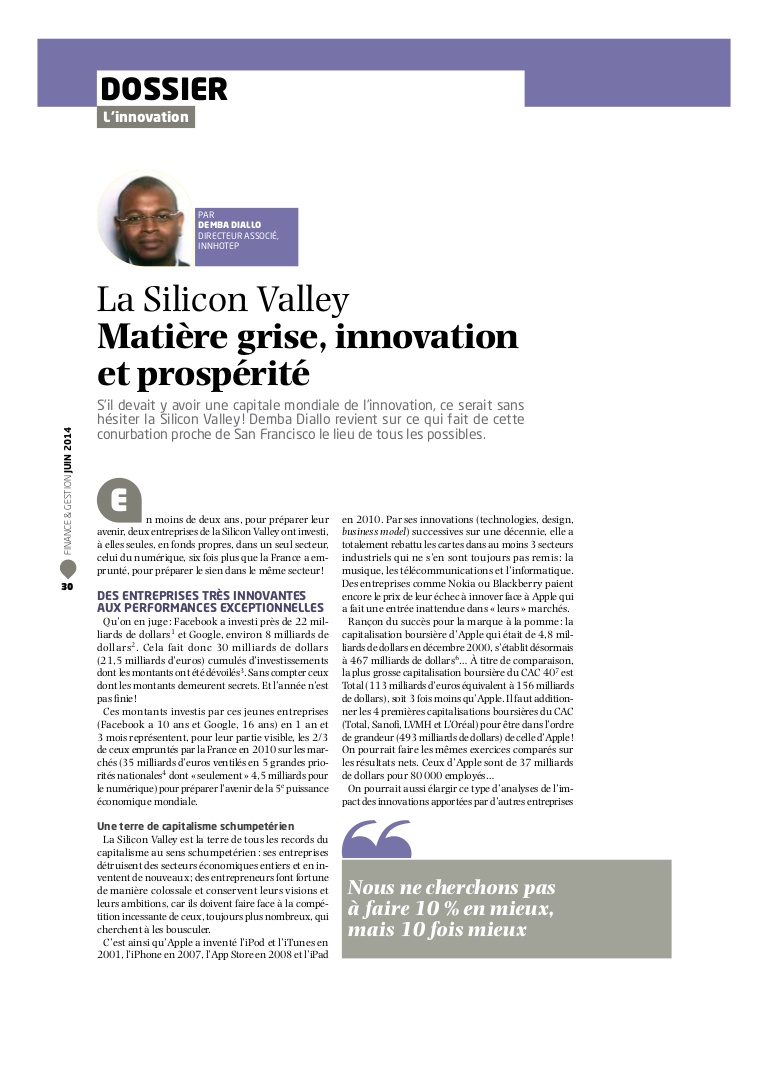 DOSSIER
L'innovation
PAR
DEMBA DIALLO
DIRECTEUR ASSOCIÉ,
INNHOTEP
La Silicon Valley
Matière grise, innovation
et prospérité
S'il devait y avoir une capitale mondiale de l'innovation, ce serait sans
hésiter la Silicon Valley! Demba Diallo revient sur ce qui fait de cette
conurbation proche de San Francisco le lieu de tous les possibles.
FINANCE & GESTION JUIN 2014
30
En moins de deux ans, pour préparer leur
avenir, deux entreprises de la Silicon Valley ont investi,
à elles seules, en fonds propres, dans un seul secteur,
celui du numérique, six fois plus que la France a em-
prunté, pour préparer le sien dans le même secteur!
DES ENTREPRISES TRÈS INNOVANTES
AUX PERFORMANCES EXCEPTIONNELLES
Qu'on en juge: Facebook a investi près de 22 mil-
liards de dollars¹ et Google, environ 8 milliards de
dollars². Cela fait donc 30 milliards de dollars
(21,5 milliards d'euros) cumulés d'investissements
dont les montants ont été dévoilés³. Sans compter ceux
dont les montants demeurent secrets. Et l'année n'est
pas finie!
Ces montants investis par ces jeunes entreprises
(Facebook a 10 ans et Google, 16 ans) en 1 an et
3 mois représentent, pour leur partie visible, les 2/3
de ceux empruntés par la France en 2010 sur les mar-
chés (35 milliards d'euros ventilés en 5 grandes prio-
rités nationales⁴ dont «seulement» 4,5 milliards pour
le numérique) pour préparer l'avenir de la 5e puissance
économique mondiale.
Une terre de capitalisme schumpetérien
La Silicon Valley est la terre de tous les records du
capitalisme au sens schumpetérien: ses entreprises
détruisent des secteurs économiques entiers et en in-
ventent de nouveaux; des entrepreneurs font fortune
de manière colossale et conservent leurs visions et
leurs ambitions, car ils doivent faire face à la compé-
tition incessante de ceux, toujours plus nombreux, qui
cherchent à les bousculer.
C'est ainsi qu'Apple a inventé l'iPod et l'iTunes en
2001, l'iPhone en 2007, l'App Store en 2008 et l'iPad
en 2010. Par ses innovations (technologies, design,
business model) successives sur une décennie, elle a
totalement rebattu les cartes dans au moins 3 secteurs
industriels qui ne s'en sont toujours pas remis: la
musique, les télécommunications et l'informatique.
Des entreprises comme Nokia ou Blackberry paient
encore le prix de leur échec à innover face à Apple qui
a fait une entrée inattendue dans « leurs » marchés.
Rançon du succès pour la marque à la pomme: la
capitalisation boursière d'Apple qui était de 4,8 mil-
liards de dollars en décembre 2000, s'établit désormais
à 467 milliards de dollars⁶... À titre de comparaison,
la plus grosse capitalisation boursière du CAC 40⁷ est
Total (113 milliards d'euros équivalent à 156 milliards
de dollars), soit 3 fois moins qu'Apple. Il faut addition-
ner les 4 premières capitalisations boursières du CAC
(Total, Sanofi, LVMH et L'Oréal) pour être dans l'ordre
de grandeur (493 milliards de dollars) de celle d'Apple!
On pourrait faire les mêmes exercices comparés sur
les résultats nets. Ceux d'Apple sont de 37 milliards
de dollars pour 80 000 employés...
On pourrait aussi élargir ce type d'analyses de l'im-
pact des innovations apportées par d'autres entreprises
“
Nous ne cherchons pas
à faire 10 % en mieux,
mais 10 fois mieux